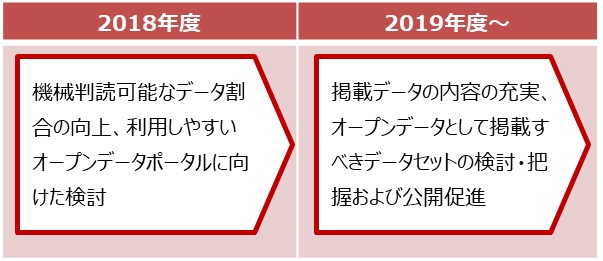 2018年度
2019年度～
機械判読可能なデータ割
合の向上、利用しやすい
オープンデータポータルに向
けた検討
掲載データの内容の充実、
オープンデータとして掲載す
べきデータセットの検討・把
握および公開促進